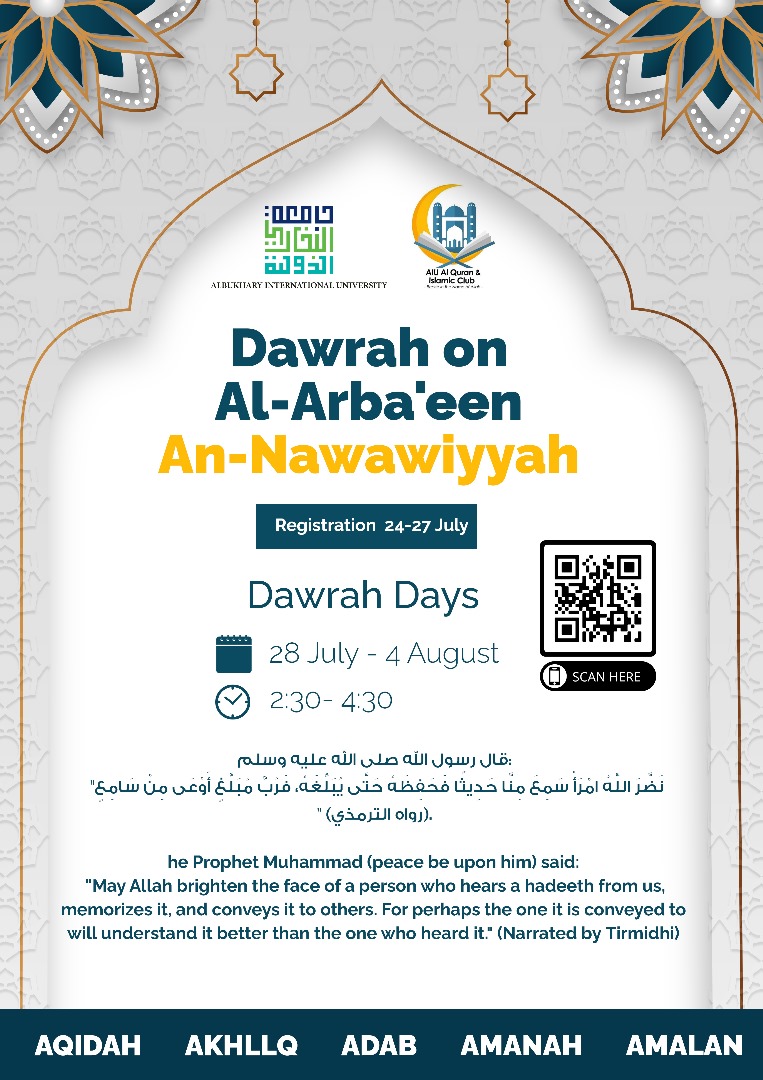 جامعة
البخاري
الدولية
ALBUKHARY INTERNATIONAL UNIVERSITY
AIU Al Quran &
Islamic Club
Dawrah on
Al-Arba'een
An-Nawawiyyah
Registration 24-27 July
Dawrah Days
28 July - 4 August
2:30- 4:30
SCAN HERE
قال رسول الله صلى الله عليه وسلم:
"نَضَّرَ اللَّهُ امْرَأً سَمِعَ مِنَّا حَدِيثًا فَحَفِظَهُ حَتَّى يُبَلِّغَهُ، فَرُبَّ مُبَلَّغٍ أَوْعَى مِنْ سَامِعٍ
" (رواه الترمذي).
he Prophet Muhammad (peace be upon him) said:
"May Allah brighten the face of a person who hears a hadeeth from us,
memorizes it, and conveys it to others. For perhaps the one it is conveyed to
will understand it better than the one who heard it." (Narrated by Tirmidhi)
AQIDAH AKHLLQ ADAB AMANAH AMALAN